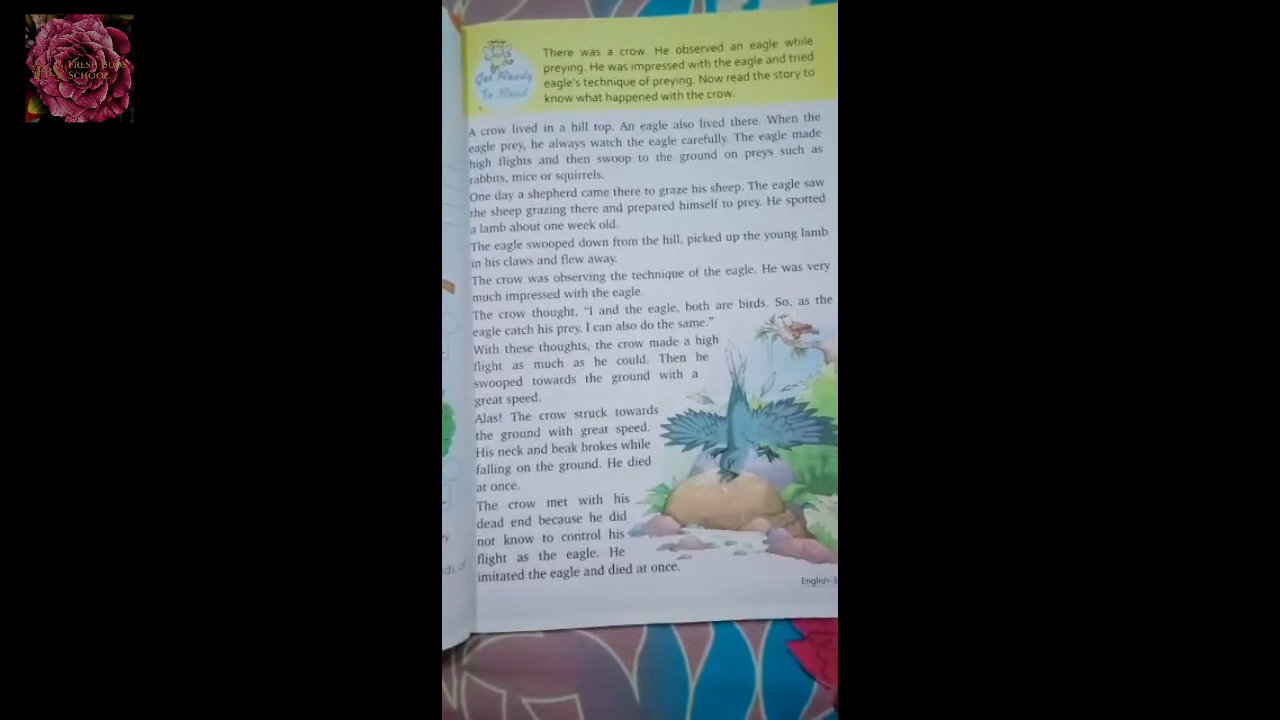 FRESH BUDS
SCHOOL
Get Ready
To Read
There was a crow. He observed an eagle while
preying. He was impressed with the eagle and tried
eagle's technique of preying. Now read the story to
know what happened with the crow.
A crow lived in a hill top. An eagle also lived there. When the
eagle prey, he always watch the eagle carefully. The eagle made
high flights and then swoop to the ground on preys such as
rabbits, mice or squirrels.
One day a shepherd came there to graze his sheep. The eagle saw
the sheep grazing there and prepared himself to prey. He spotted
a lamb about one week old.
The eagle swooped down from the hill, picked up the young lamb
in his claws and flew away.
The crow was observing the technique of the eagle. He was very
much impressed with the eagle.
The crow thought, “I and the eagle, both are birds. So, as the
eagle catch his prey, I can also do the same.”
With these thoughts, the crow made a high
flight as much as he could. Then he
swooped towards the ground with a
great speed.
Alas! The crow struck towards
the ground with great speed.
His neck and beak brokes while
falling on the ground. He died
at once.
The crow met with his
dead end because he did
not know to control his
flight as the eagle. He
imitated the eagle and died at once.
English-3